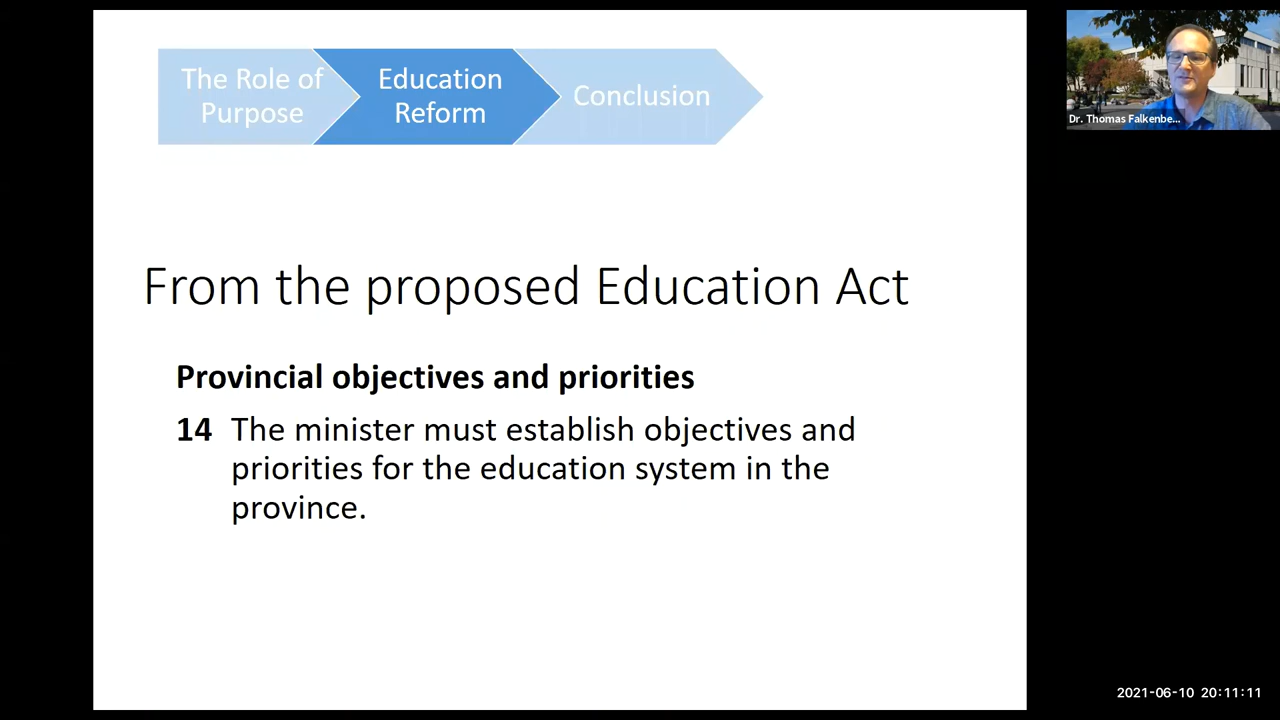 The Role of
Purpose
Education
Reform
Conclusion
From the proposed Education Act
Provincial objectives and priorities
14 The minister must establish objectives and
priorities for the education system in the
province.
Dr. Thomas Falkenbe...
2021-06-10 20:11:11